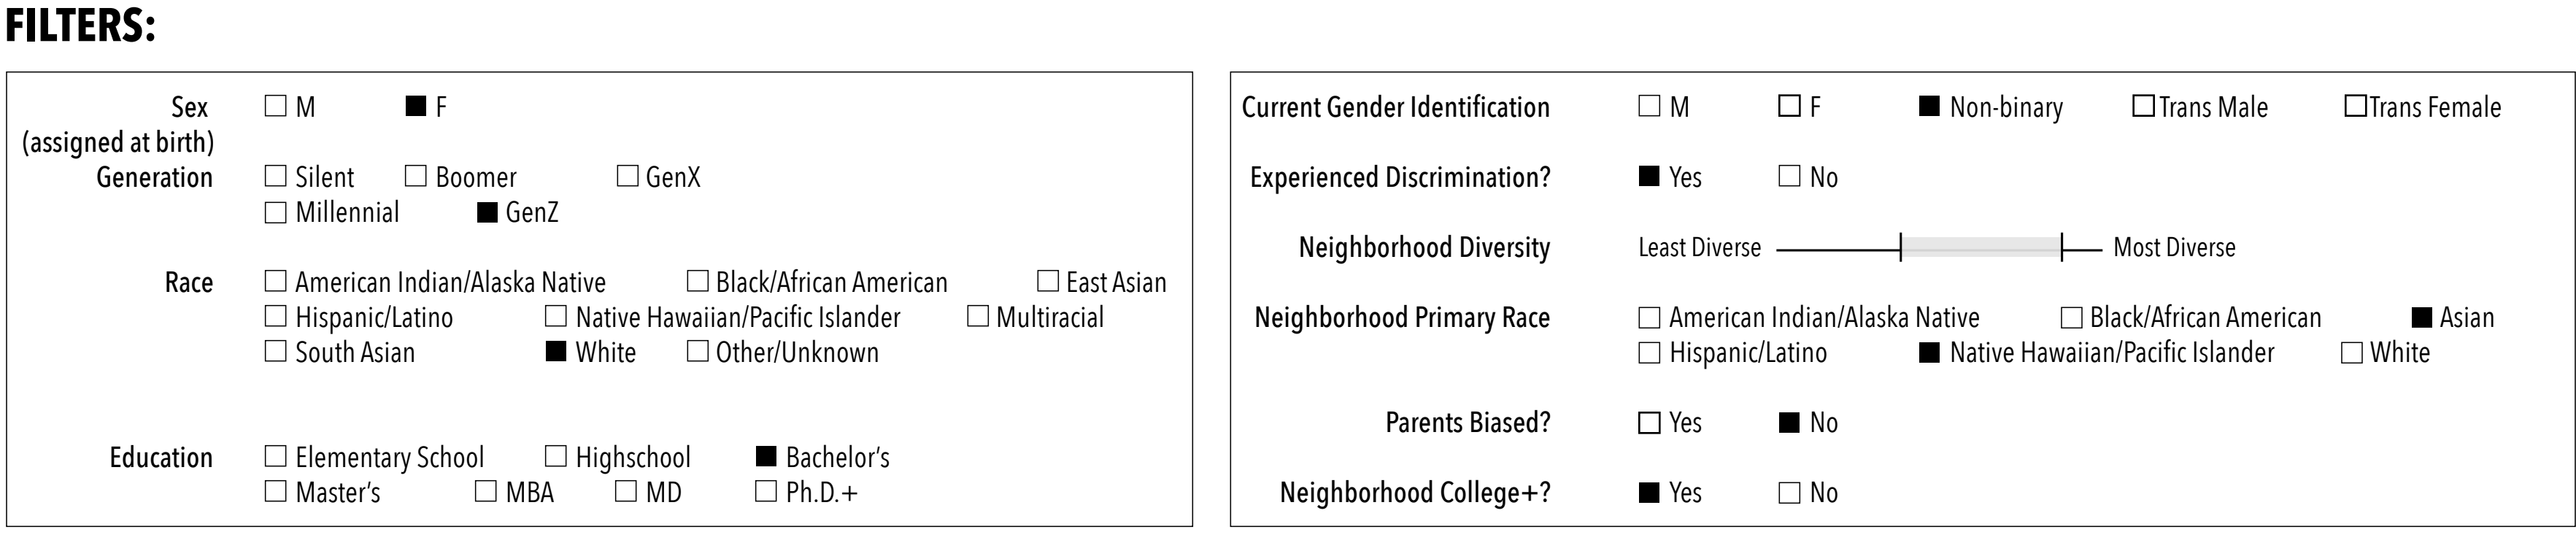 FILTERS:
Sex M F
(assigned at birth)
Generation Silent Boomer GenX
Millennial GenZ
Race American Indian/Alaska Native Black/African American East Asian
Hispanic/Latino Native Hawaiian/Pacific Islander Multiracial
South Asian White Other/Unknown
Education Elementary School Highschool Bachelor's
Master's MBA MD Ph.D.+
Current Gender Identification M F Non-binary Trans Male Trans Female
Experienced Discrimination? Yes No
Neighborhood Diversity Least Diverse Most Diverse
Neighborhood Primary Race American Indian/Alaska Native Black/African American Asian
Hispanic/Latino Native Hawaiian/Pacific Islander White
Parents Biased? Yes No
Neighborhood College+? Yes No